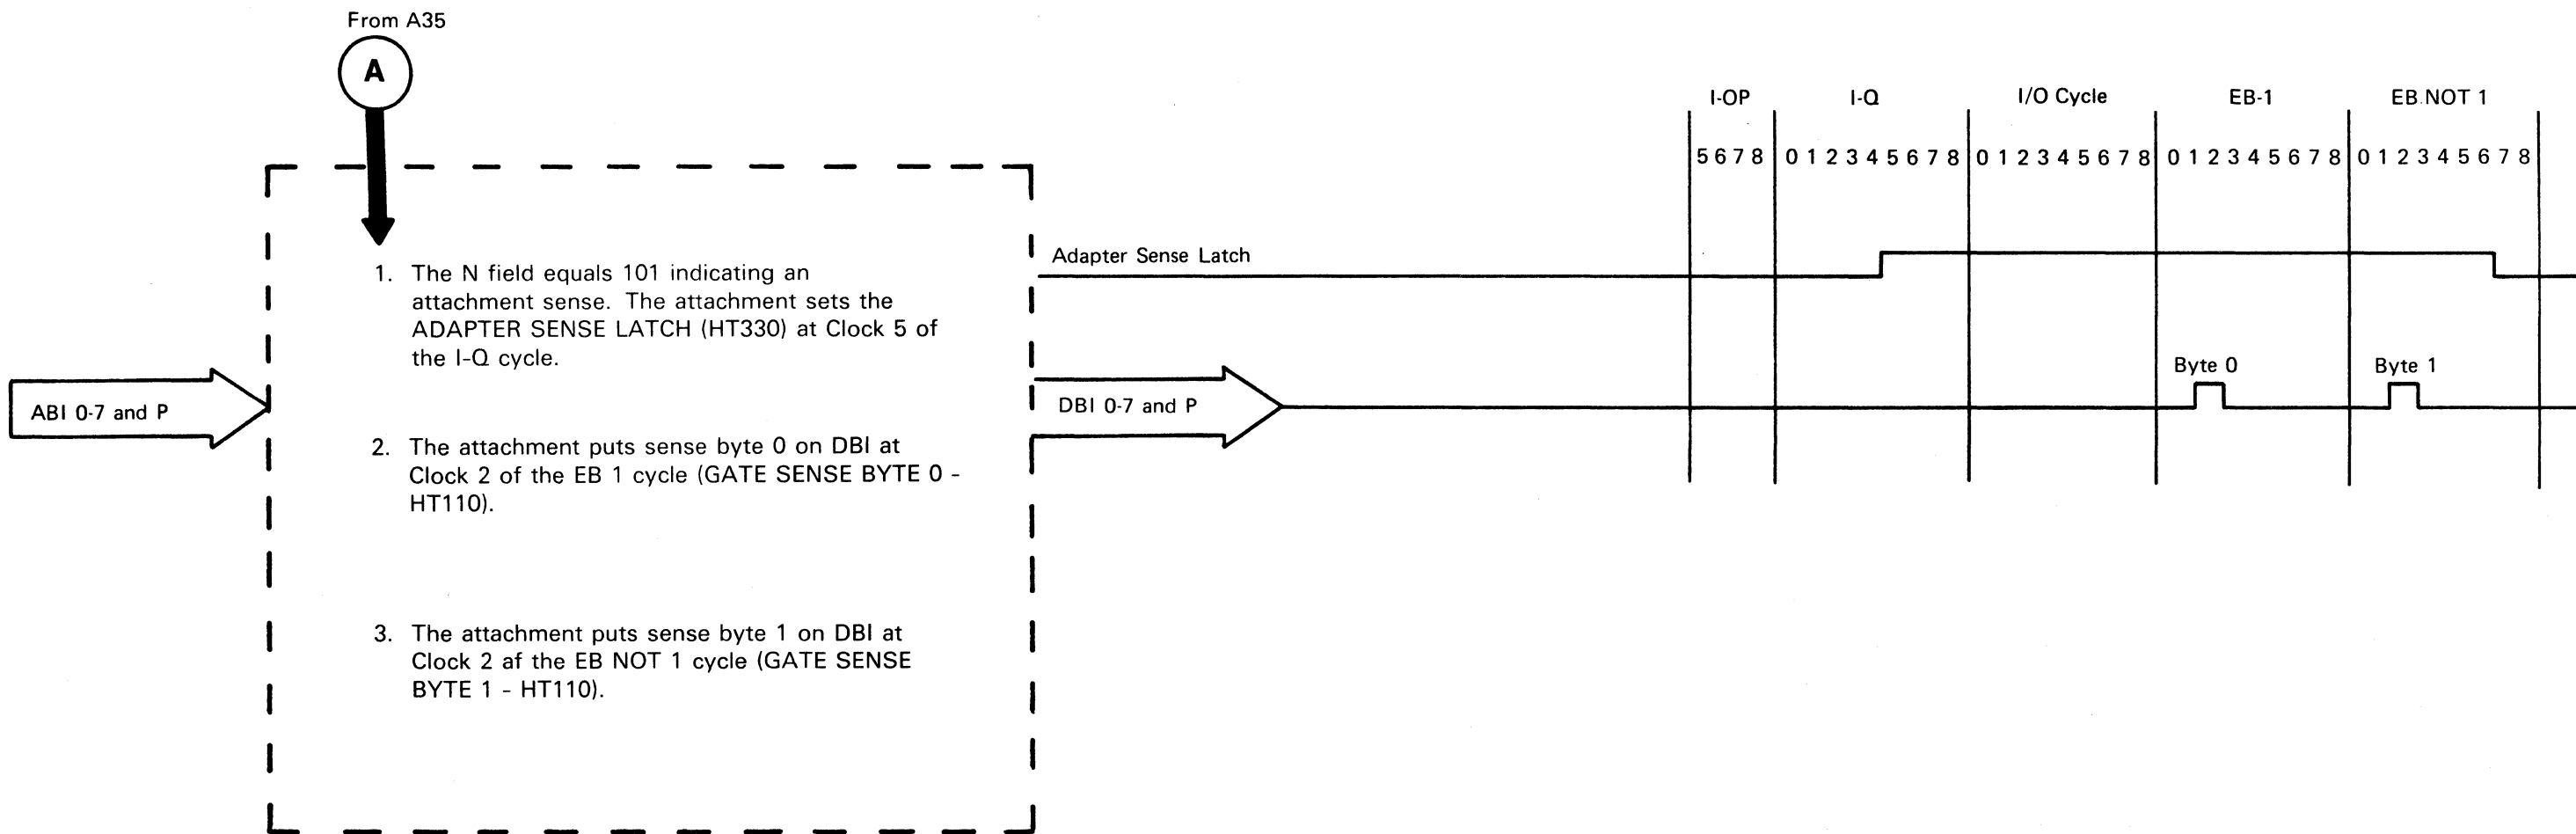 From A35
A
I-OP I-Q I/O Cycle EB-1 EB NOT 1
5 6 7 8 0 1 2 3 4 5 6 7 8 0 1 2 3 4 5 6 7 8 0 1 2 3 4 5 6 7 8 0 1 2 3 4 5 6 7 8
Adapter Sense Latch
1. The N field equals 101 indicating an
attachment sense. The attachment sets the
ADAPTER SENSE LATCH (HT330) at Clock 5 of
the I-Q cycle.
Byte 0 Byte 1
ABI 0-7 and P
DBI 0-7 and P
2. The attachment puts sense byte 0 on DBI at
Clock 2 of the EB 1 cycle (GATE SENSE BYTE 0 -
HT110).
3. The attachment puts sense byte 1 on DBI at
Clock 2 af the EB NOT 1 cycle (GATE SENSE
BYTE 1 - HT110).